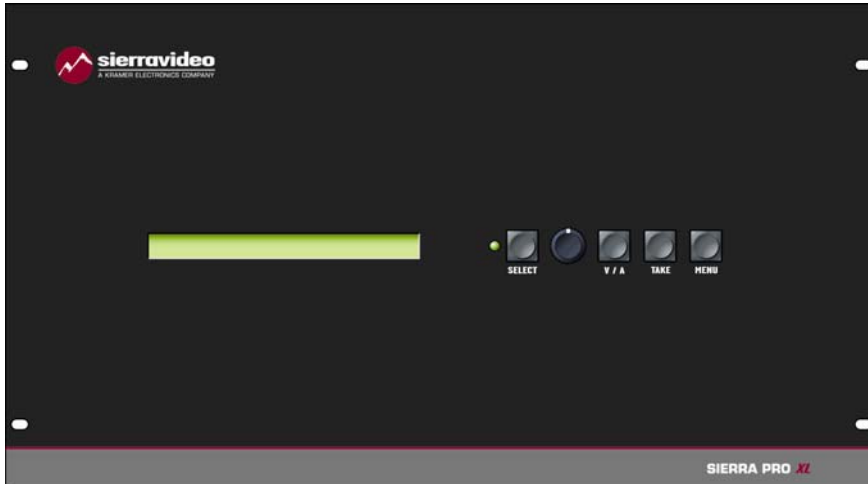 sierravideo
A KRAMER ELECTRONICS COMPANY
SELECT
V / A
TAKE
MENU
SIERRA PRO XL